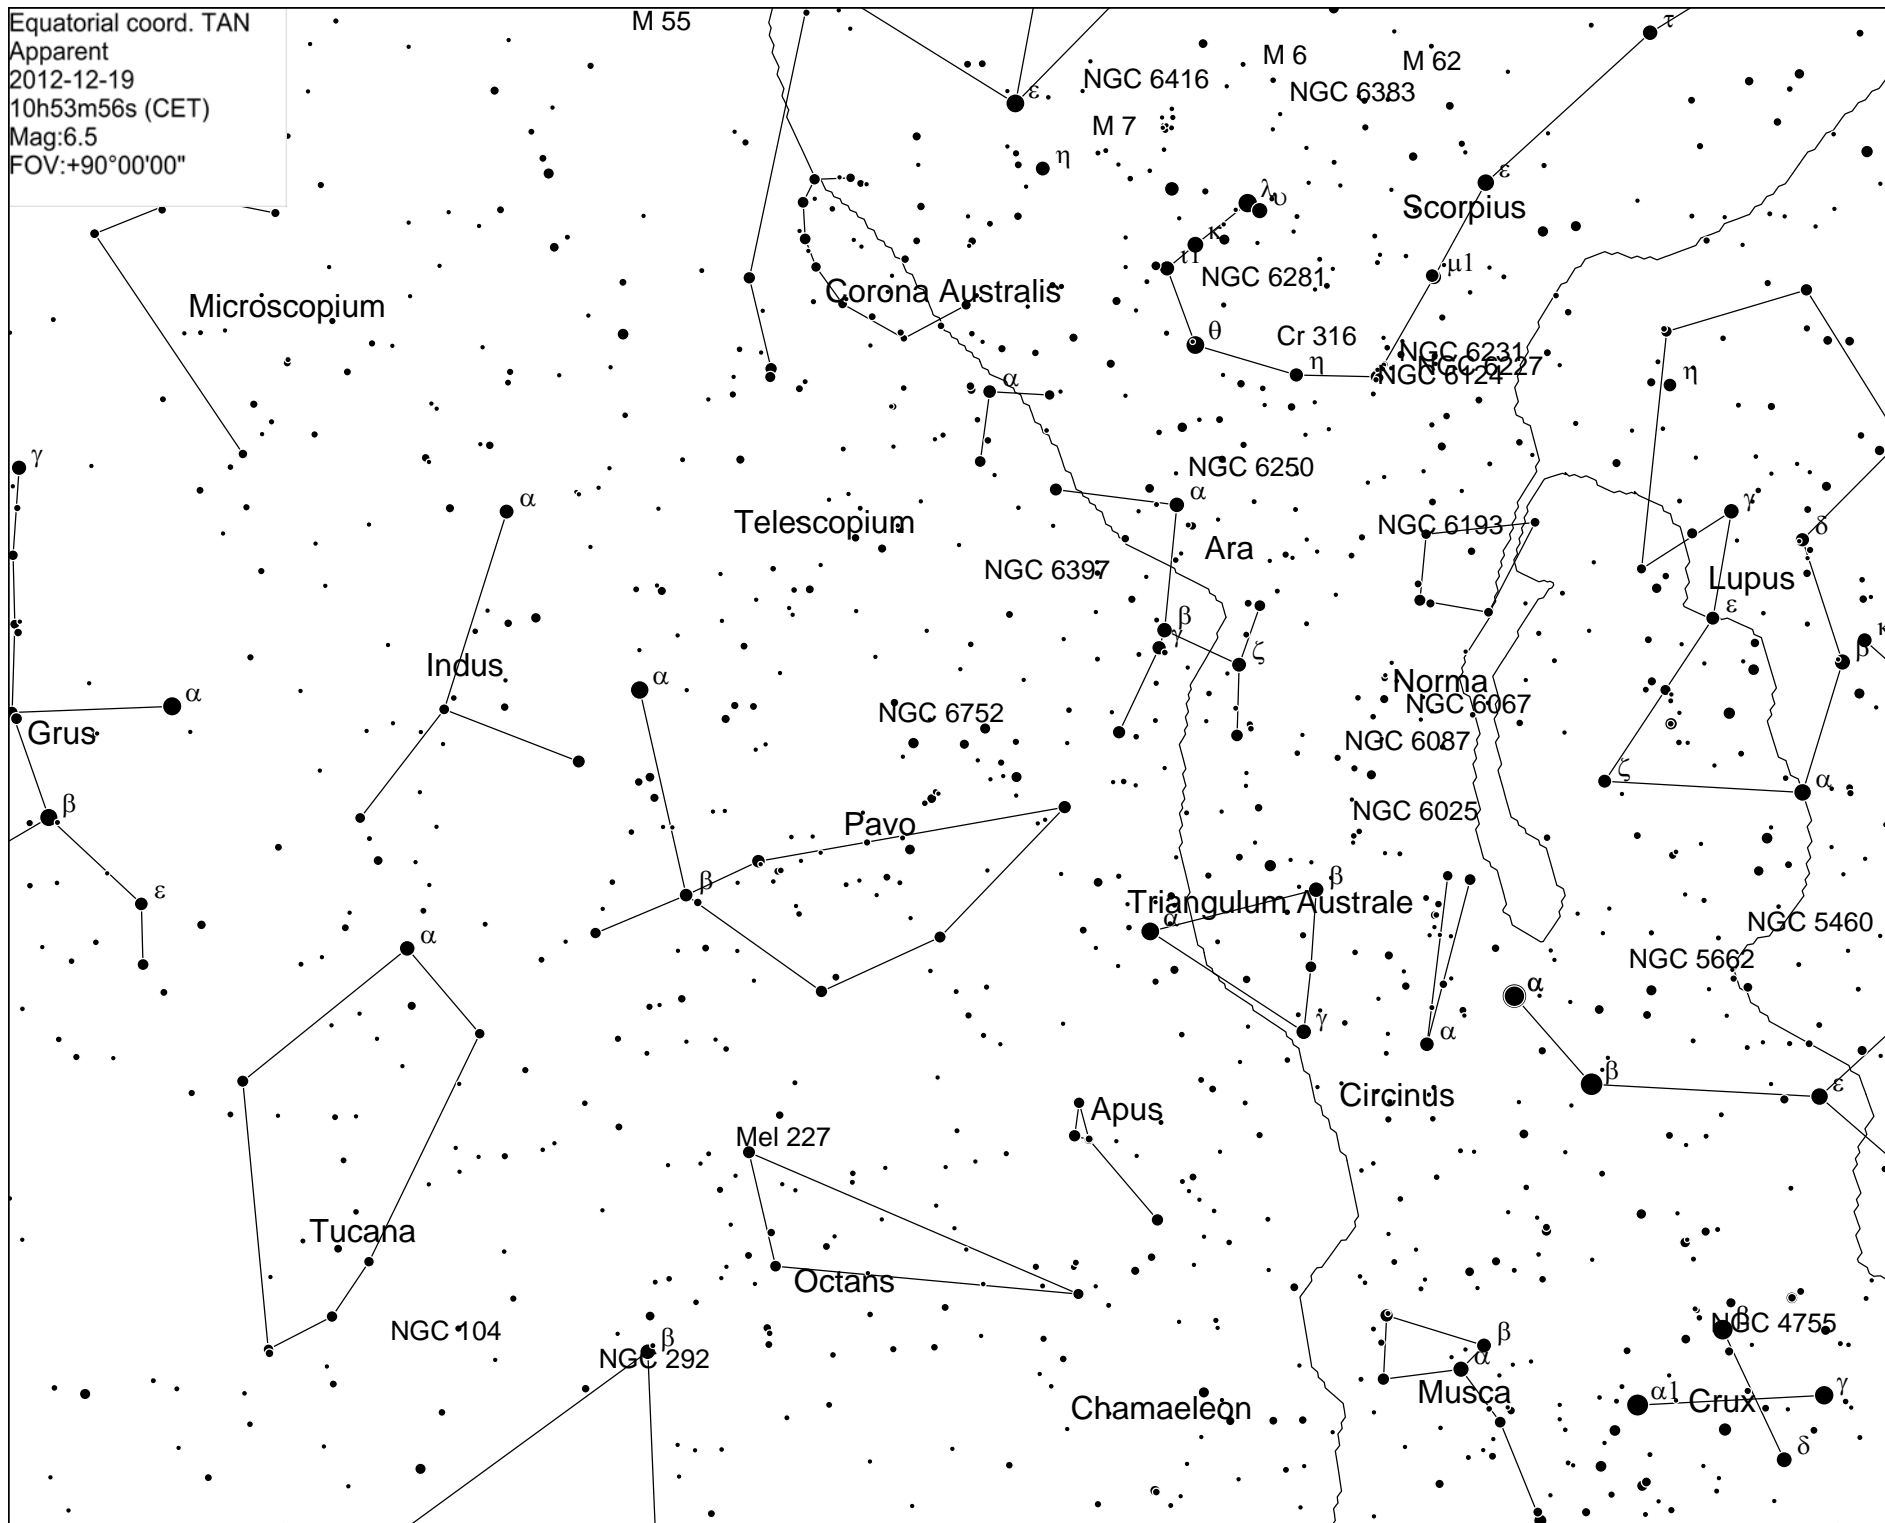 Equatorial coord. TAN
Apparent
2012-12-19
10h53m56s (CET)
Mag:6.5
FOV:+90°00'00"
M 55
τ
M 6
M 62
ε
NGC 6416
NGC 6383
M 7
η
ε
λ
υ
Scorpius
κ
ι1
μ1
NGC 6281
Corona Australis
Microscopium
θ
Cr 316
η
NGC 6231
NGC 6227
NGC 6124
η
α
γ
NGC 6250
α
α
γ
Telescopium
NGC 6193
δ
Ara
NGC 6397
Lupus
ε
β
γ
κ
Indus
ζ
β
α
Norma
α
NGC 6067
NGC 6752
Grus
NGC 6087
ζ
α
β
NGC 6025
Pavo
β
β
ε
Triangulum Australe
α
NGC 5460
α
NGC 5662
α
γ
α
β
ε
Circinus
Apus
Mel 227
Tucana
Octans
β
NGC 4755
NGC 104
β
β
NGC 292
α
Musca
α1
Crux
γ
Chamaeleon
δ